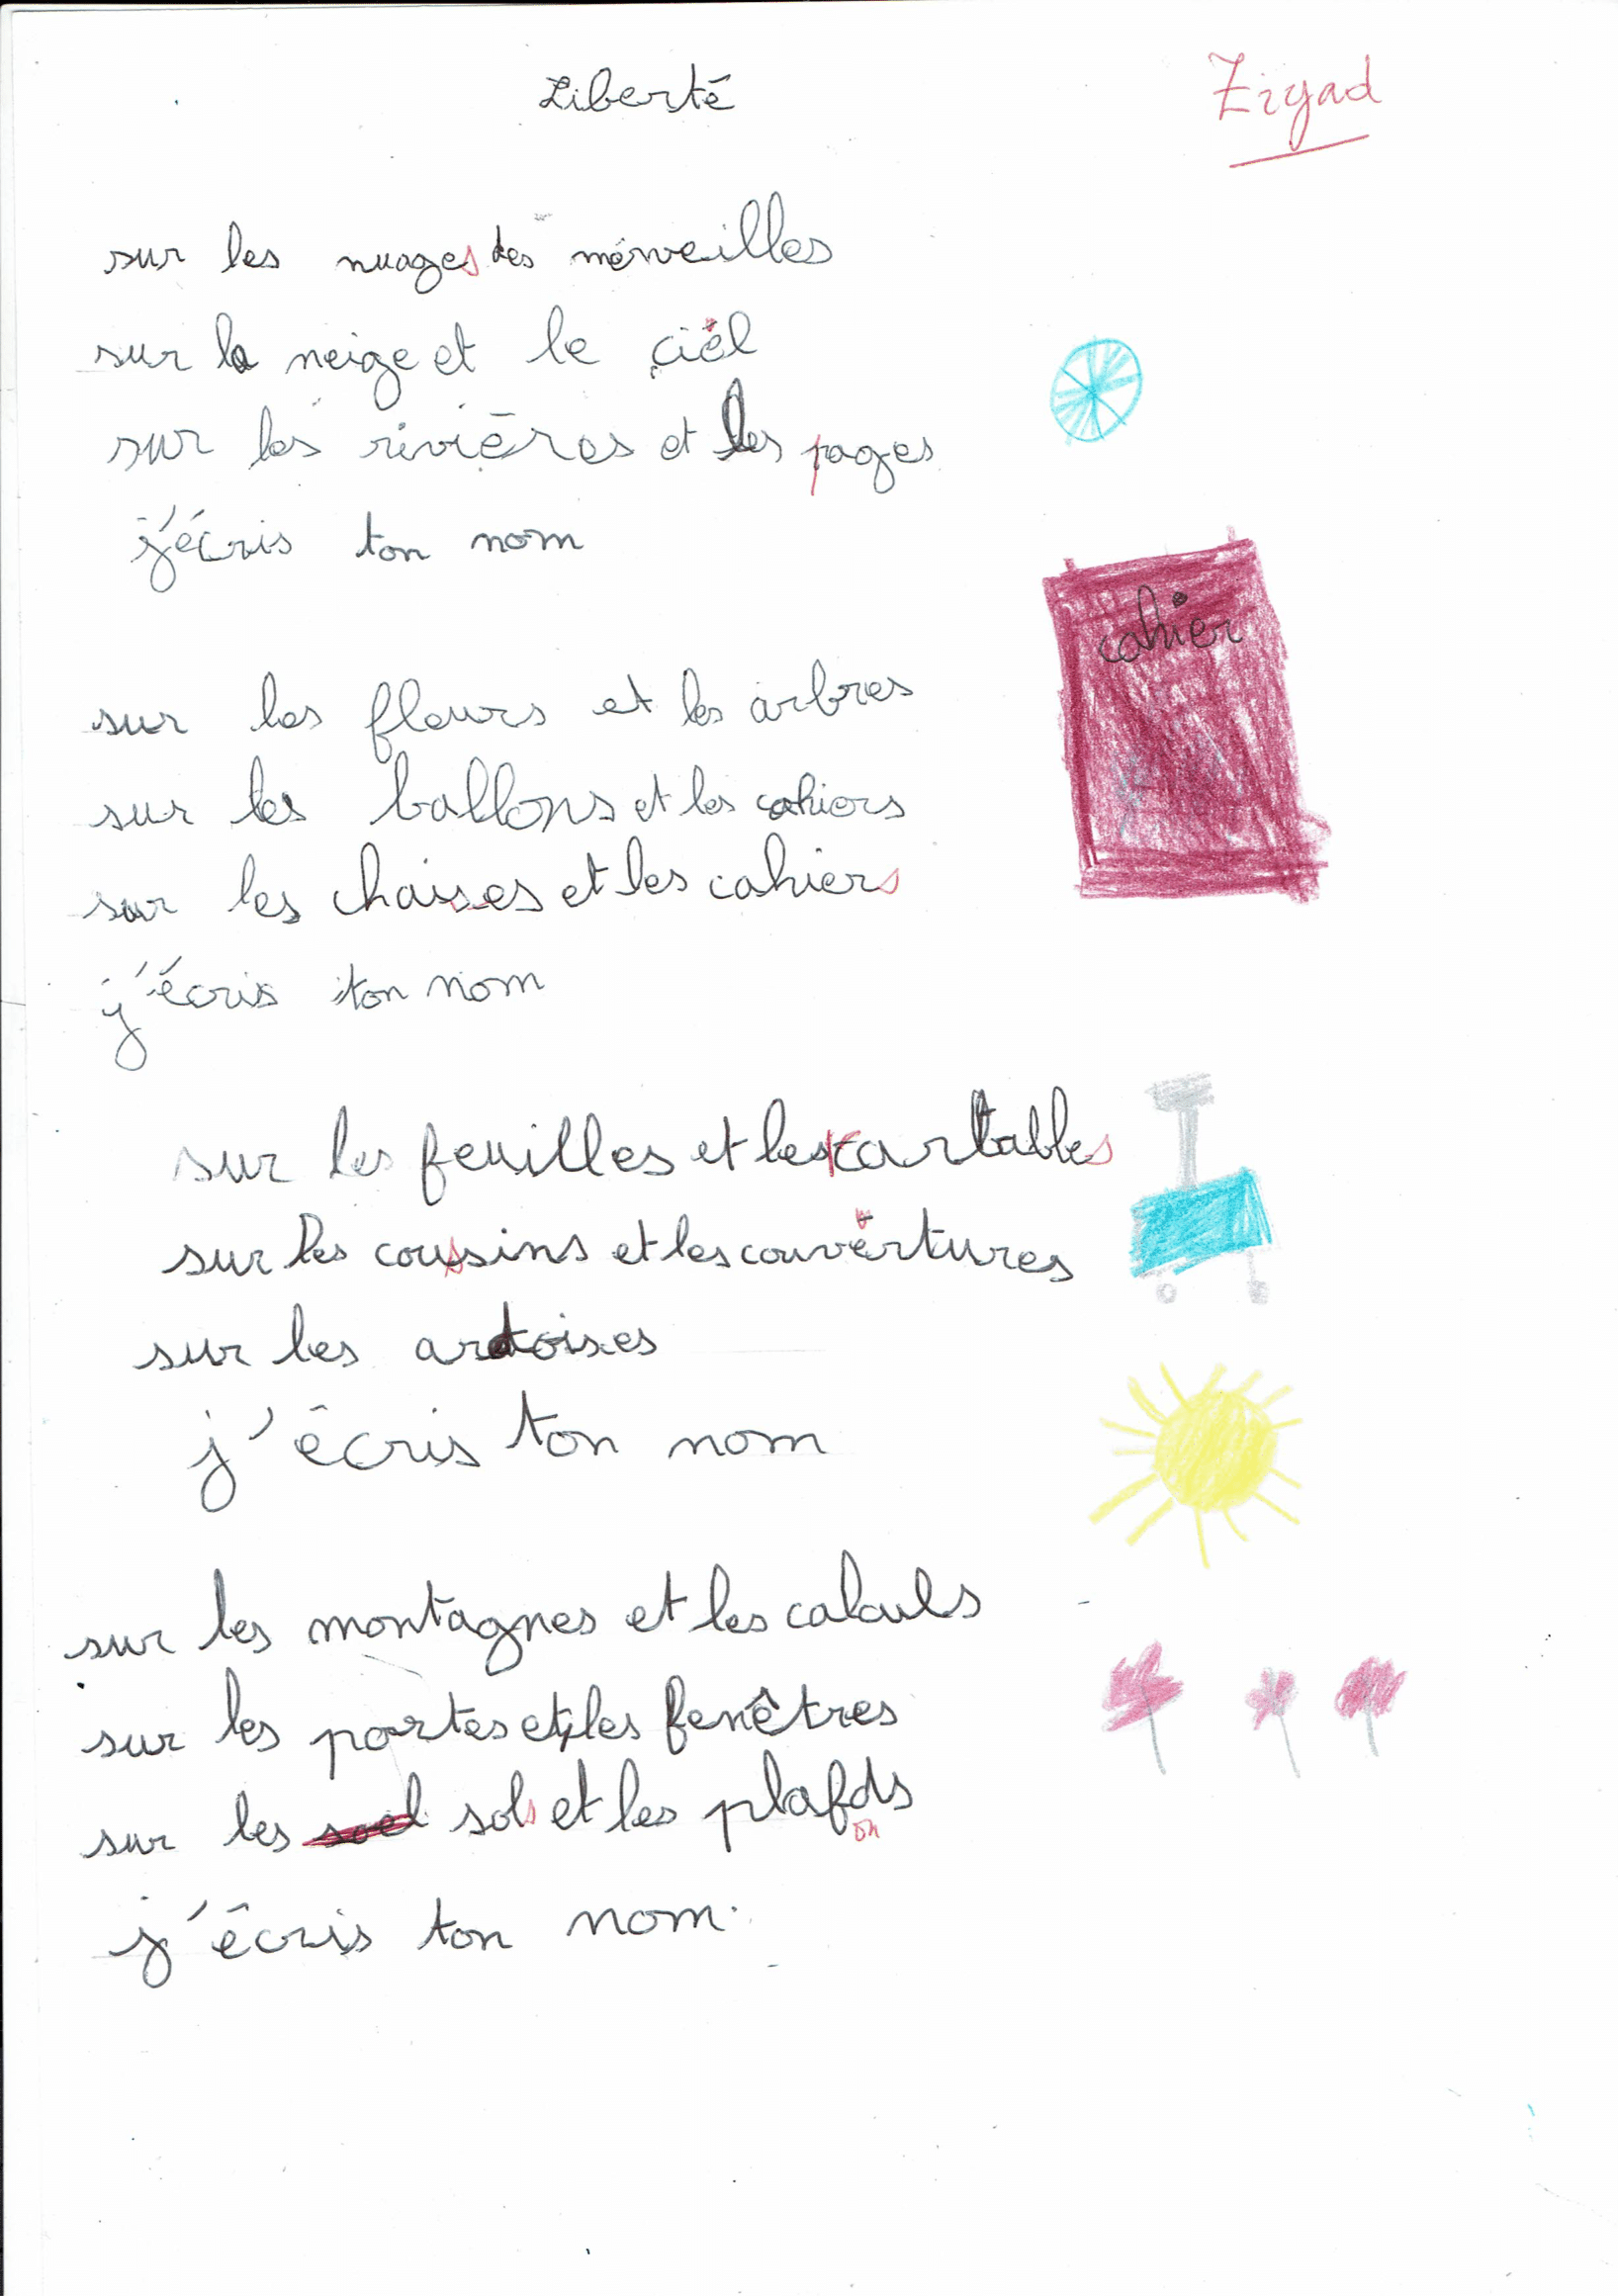 Liberté
Ziyad
sur les nuages des merveilles
sur la neige et le ciél
sur les rivières et les pages
j'écris ton nom
cahier
sur les fleurs et les arbres
sur les ballons et les cahiers
sur les chaises et les cahiers
j'écris ton nom
sur les feuilles et les cartables
sur les coussins et les couvértures
sur les ardoises
j'écris ton nom
sur les montagnes et les calculs
sur les portes et les fenêtres
sur les sols et les plafds
on
j'écris ton nom.